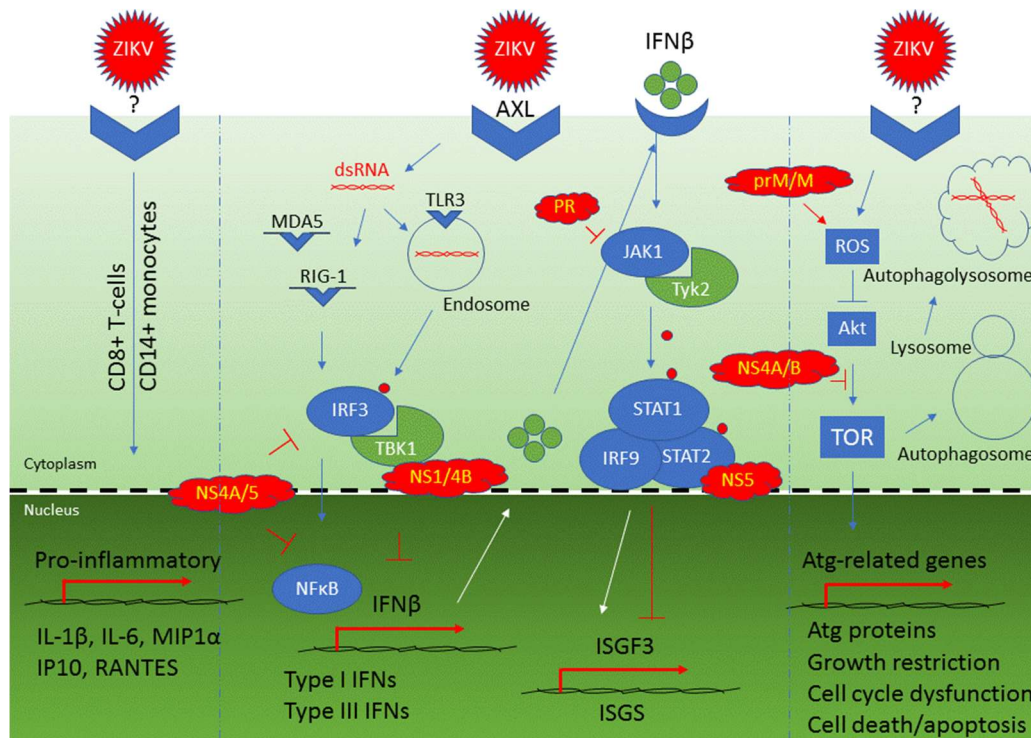 ZIKV
?
ZIKV
AXL
IFNβ
ZIKV
?
dsRNA
TLR3
MDA5
RIG-1
Endosome
CD8+ T-cells
CD14+ monocytes
PR
JAK1
Tyk2
prM/M
ROS
Autophagolysosome
Akt
Lysosome
NS4A/B
TOR
Autophagosome
IRF3
TBK1
STAT1
IRF9
STAT2
Cytoplasm
NS4A/5
NS1/4B
NS5
Nucleus
Pro-inflammatory
IL-1β, IL-6, MIP1α
IP10, RANTES
NFκB
IFNβ
Type I IFNs
Type III IFNs
ISGF3
ISGS
Atg-related genes
Atg proteins
Growth restriction
Cell cycle dysfunction
Cell death/apoptosis